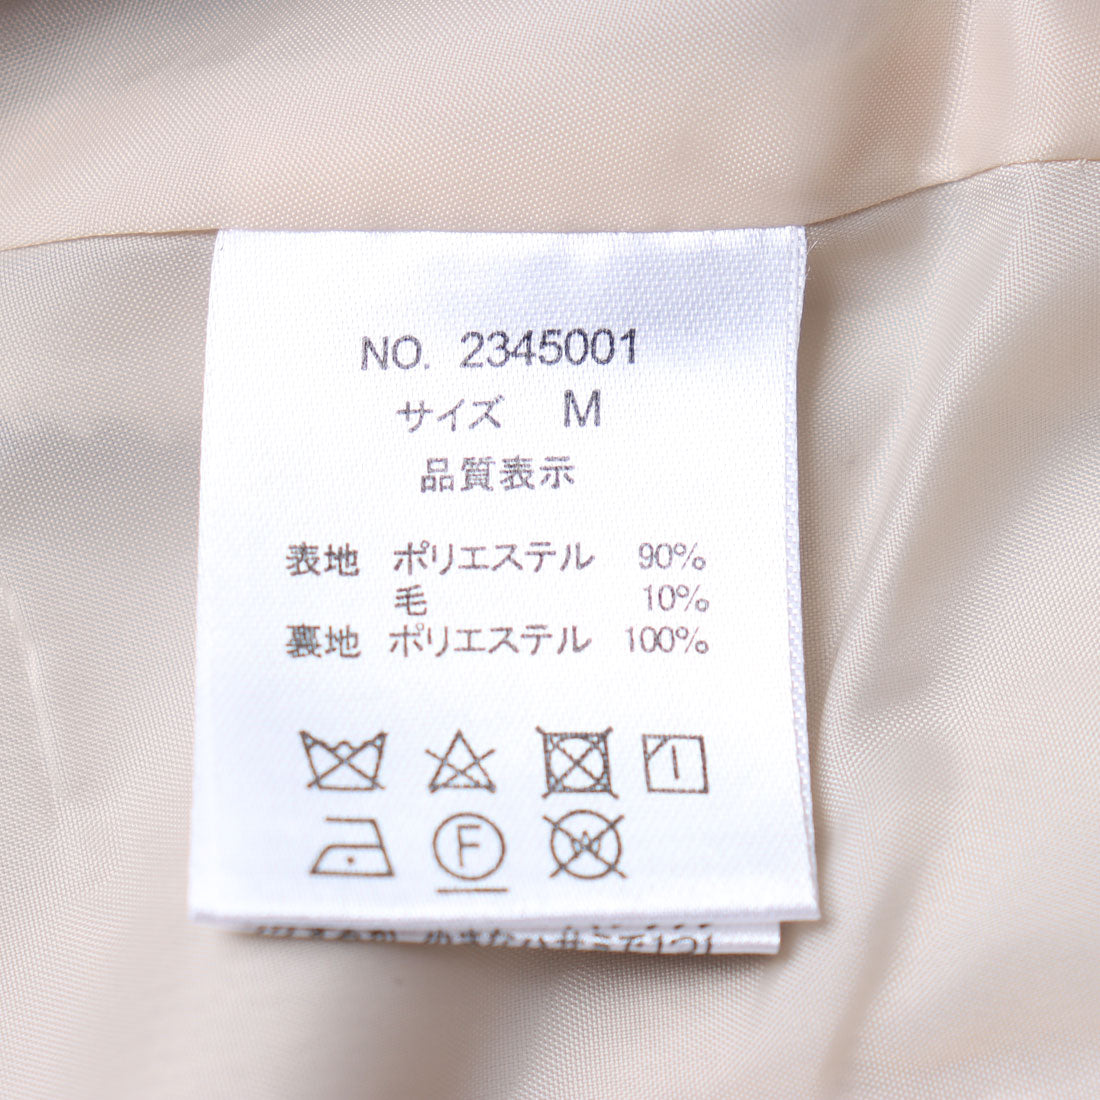 NO. 2345001
サイズ M
品質表示
表地 ポリエステル 90%
毛 10%
裏地 ポリエステル 100%
F
W